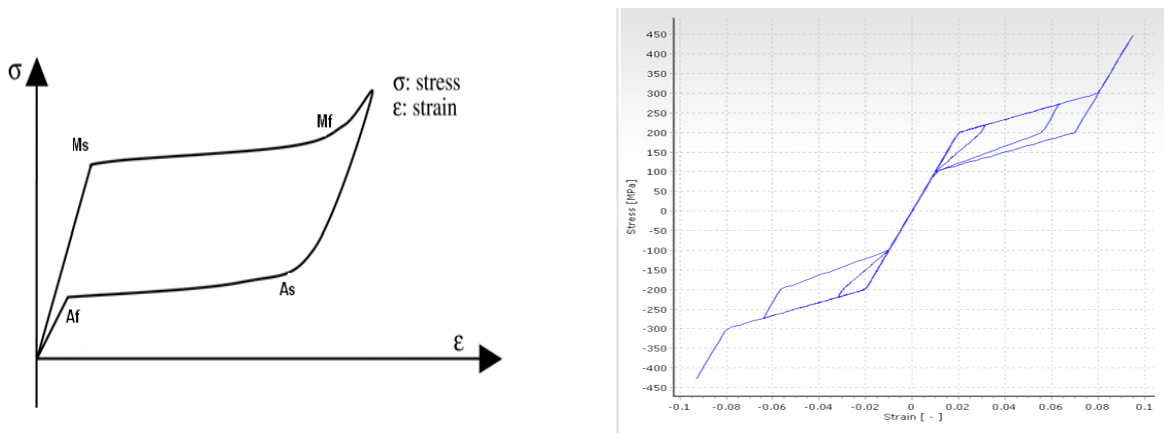 σ
σ: stress
ε: strain
Ms
Mf
Af
As
ε
450
400
350
300
250
200
150
100
50
0
-50
-100
-150
-200
-250
-300
-350
-400
-450
Stress [MPa]
-0.1 -0.08 -0.06 -0.04 -0.02 0 0.02 0.04 0.06 0.08 0.1
Strain [ - ]